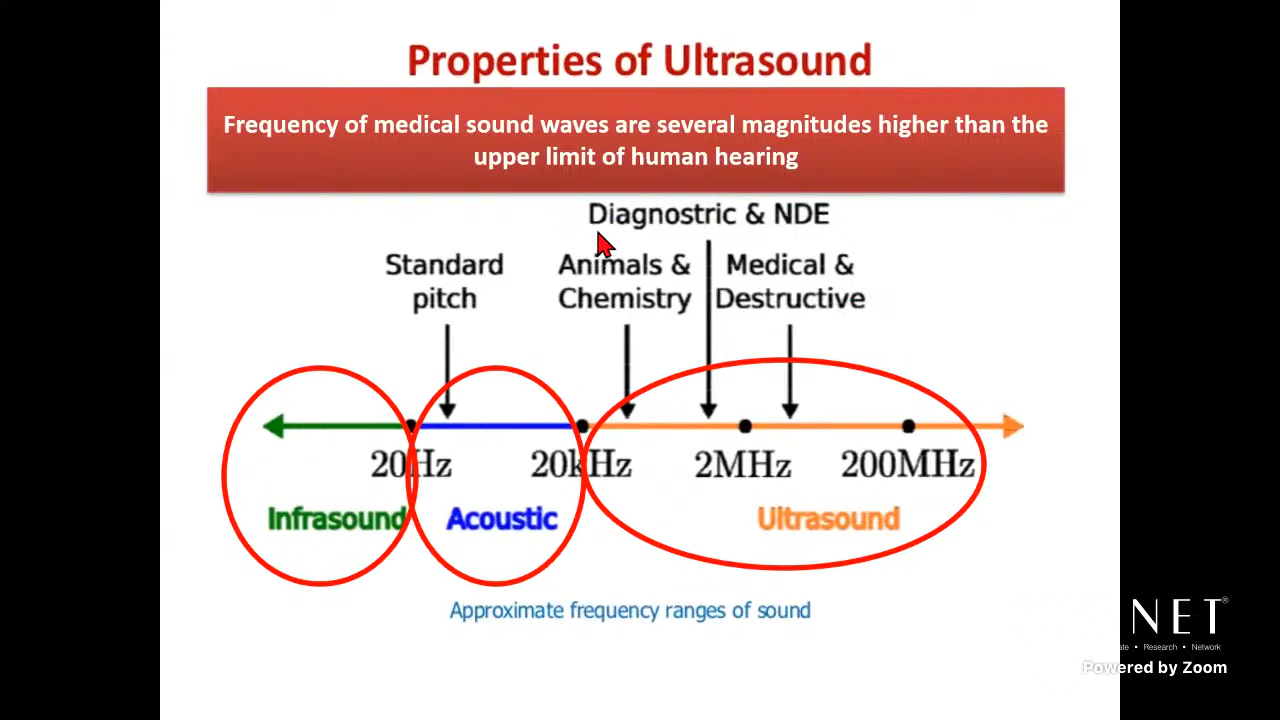 Properties of Ultrasound
Frequency of medical sound waves are several magnitudes higher than the
upper limit of human hearing
Diagnostric & NDE
Standard
pitch
Animals &
Chemistry
Medical &
Destructive
20Hz
20kHz
2MHz
200MHz
Infrasound
Acoustic
Ultrasound
Approximate frequency ranges of sound
NET®
• Research • Network
Powered by Zoom